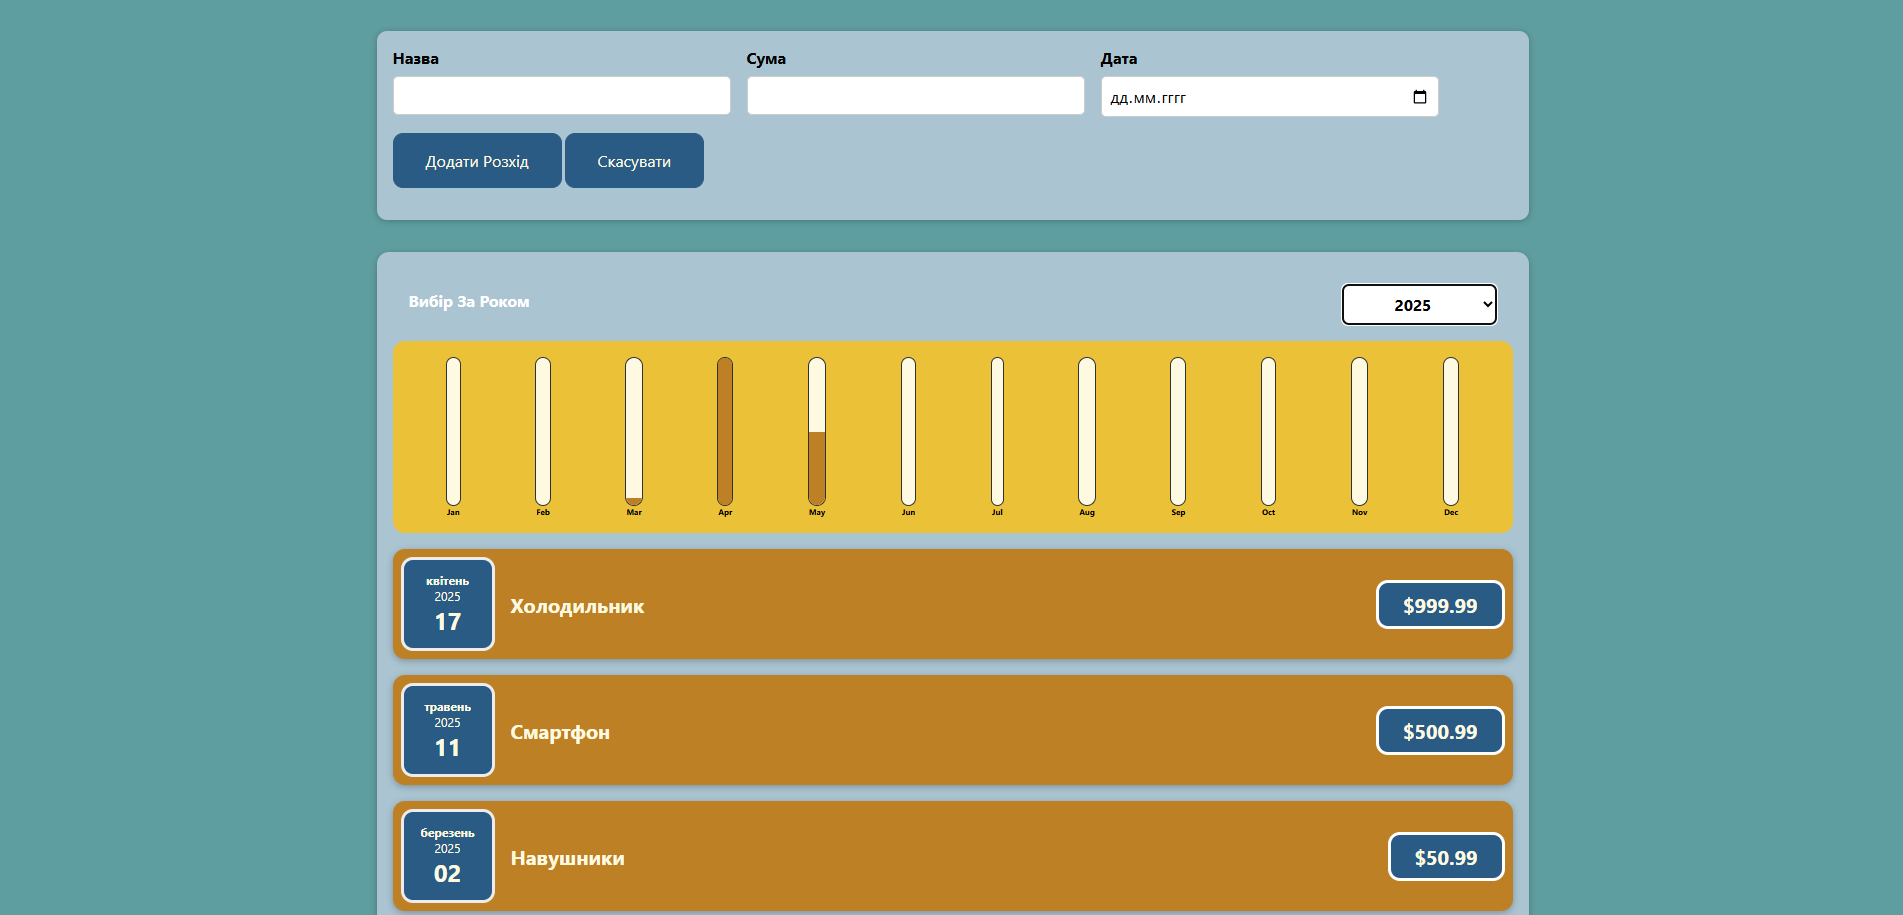 Назва Сума Дата
дд.мм.гггг
Додати Розхід Скасувати
Вибір За Роком 2025
Jan Feb Mar Apr May Jun Jul Aug Sep Oct Nov Dec
квітень
2025
17
Холодильник
$999.99
травень
2025
11
Смартфон
$500.99
березень
2025
02
Навушники
$50.99